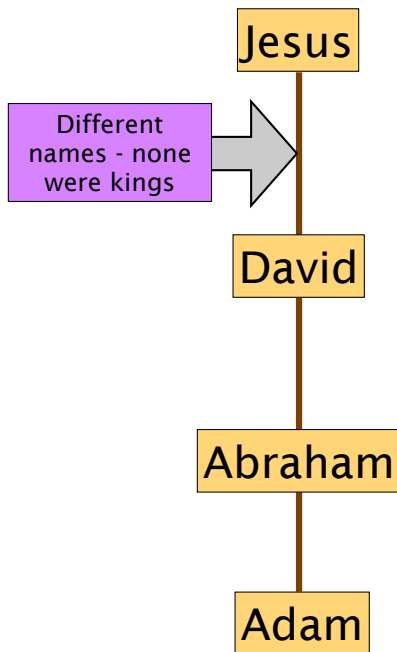 Jesus
Different
names - none
were kings
David
Abraham
Adam